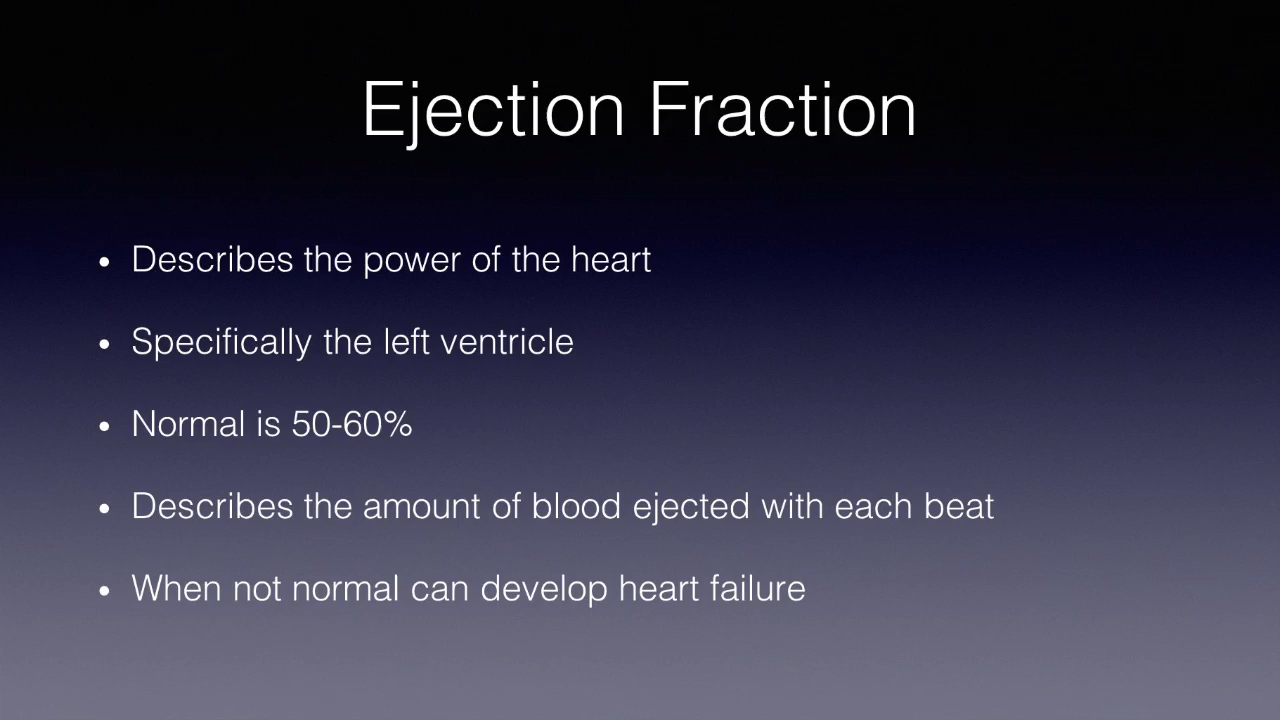 Ejection Fraction
• Describes the power of the heart
• Specifically the left ventricle
• Normal is 50-60%
• Describes the amount of blood ejected with each beat
• When not normal can develop heart failure